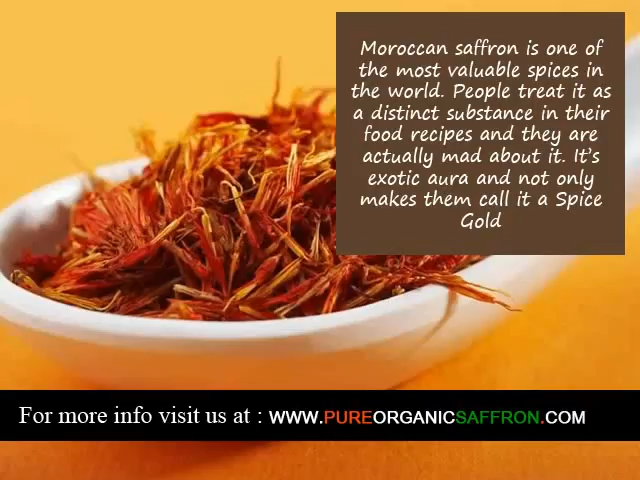 Moroccan saffron is one of
the most valuable spices in
the world. People treat it as
a distinct substance in their
food recipes and they are
actually mad about it. It's
exotic aura and not only
makes them call it a Spice
Gold
For more info visit us at : WWW.PUREORGANICSAFFRON.COM